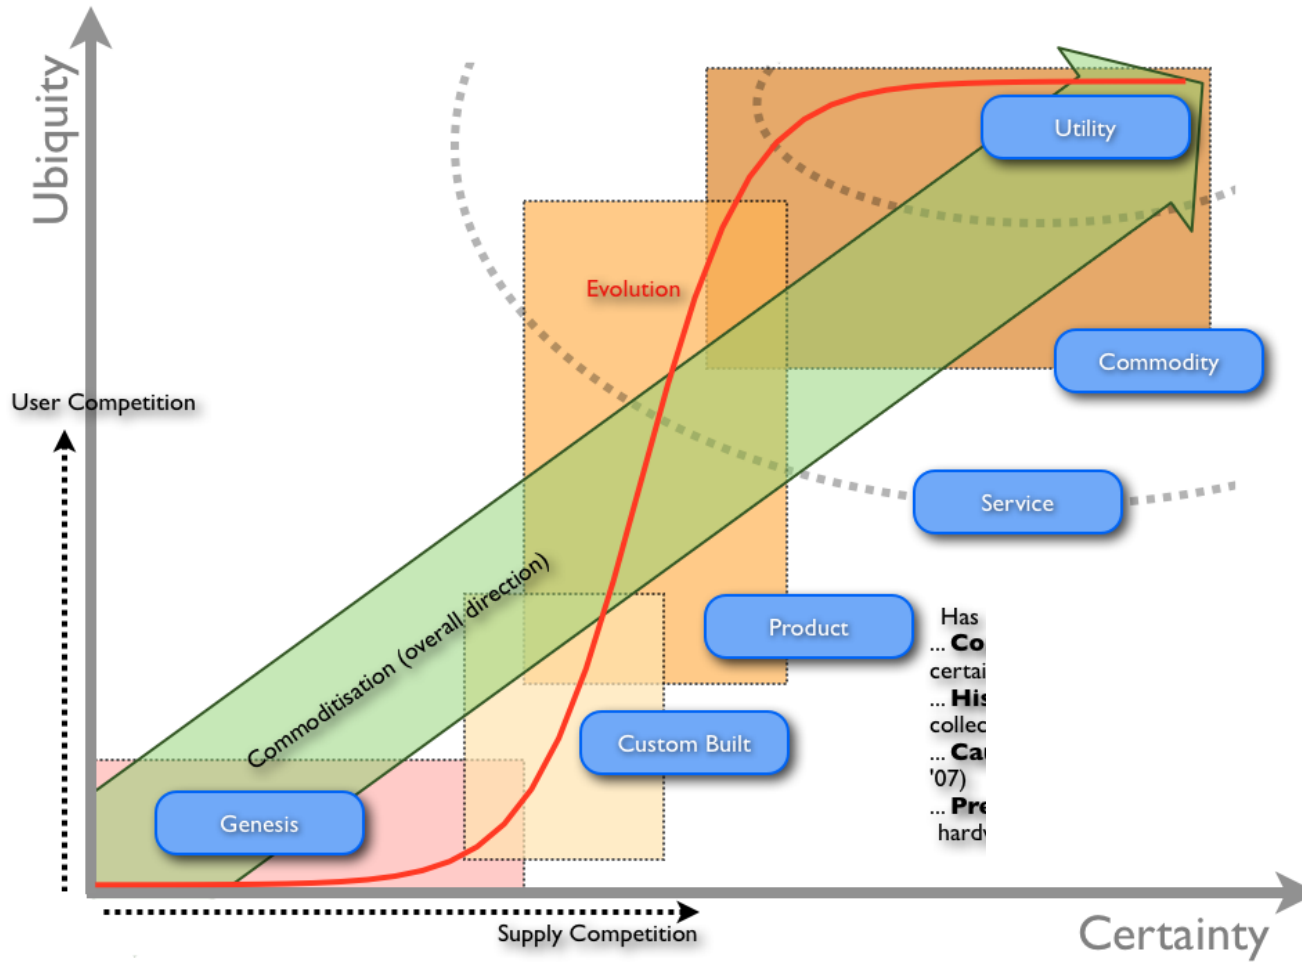 Ubiquity
Utility
Evolution
Commodity
User Competition
Service
Commoditisation (overall direction)
Product
Has
... Co
certai
... His
collec
... Ca
'07)
... Pre
hardw
Custom Built
Genesis
Supply Competition
Certainty